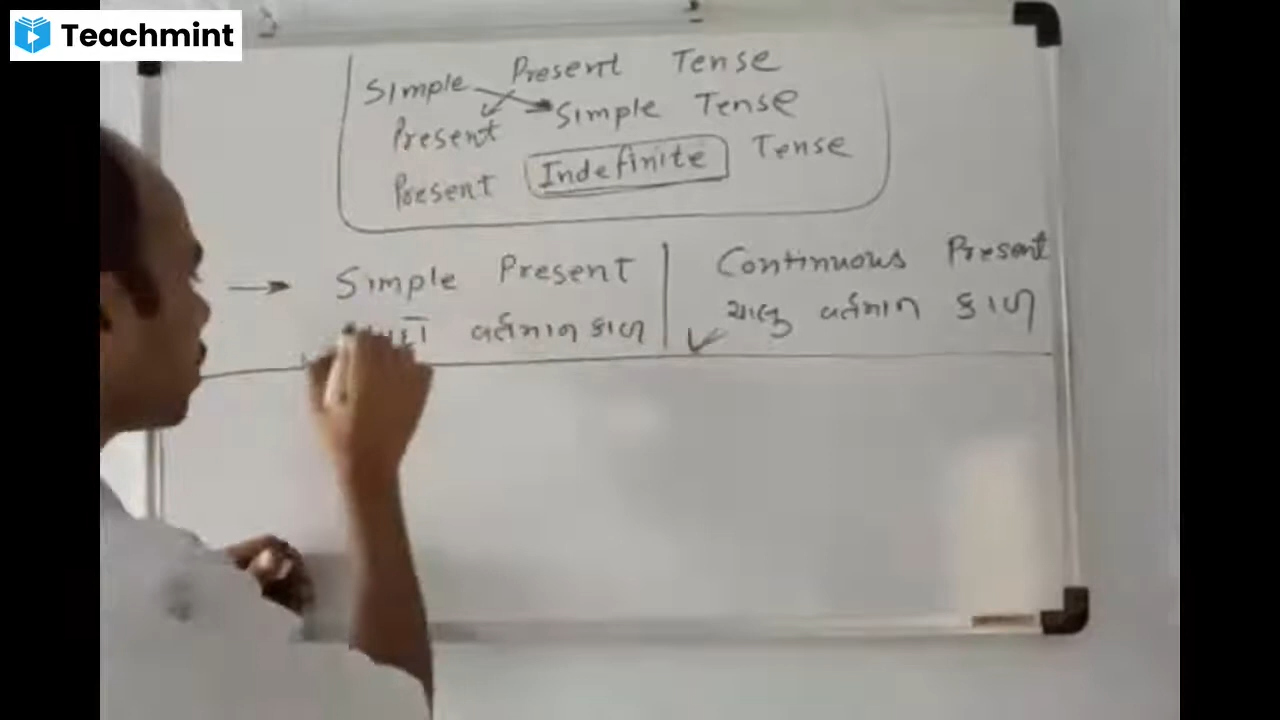 Teachmint
Simple Present Tense
Present Simple Tense
Present Indefinite Tense
Simple Present
વર્તમાન કાળ
Continuous Present
ચાલુ વર્તમાન કાળ